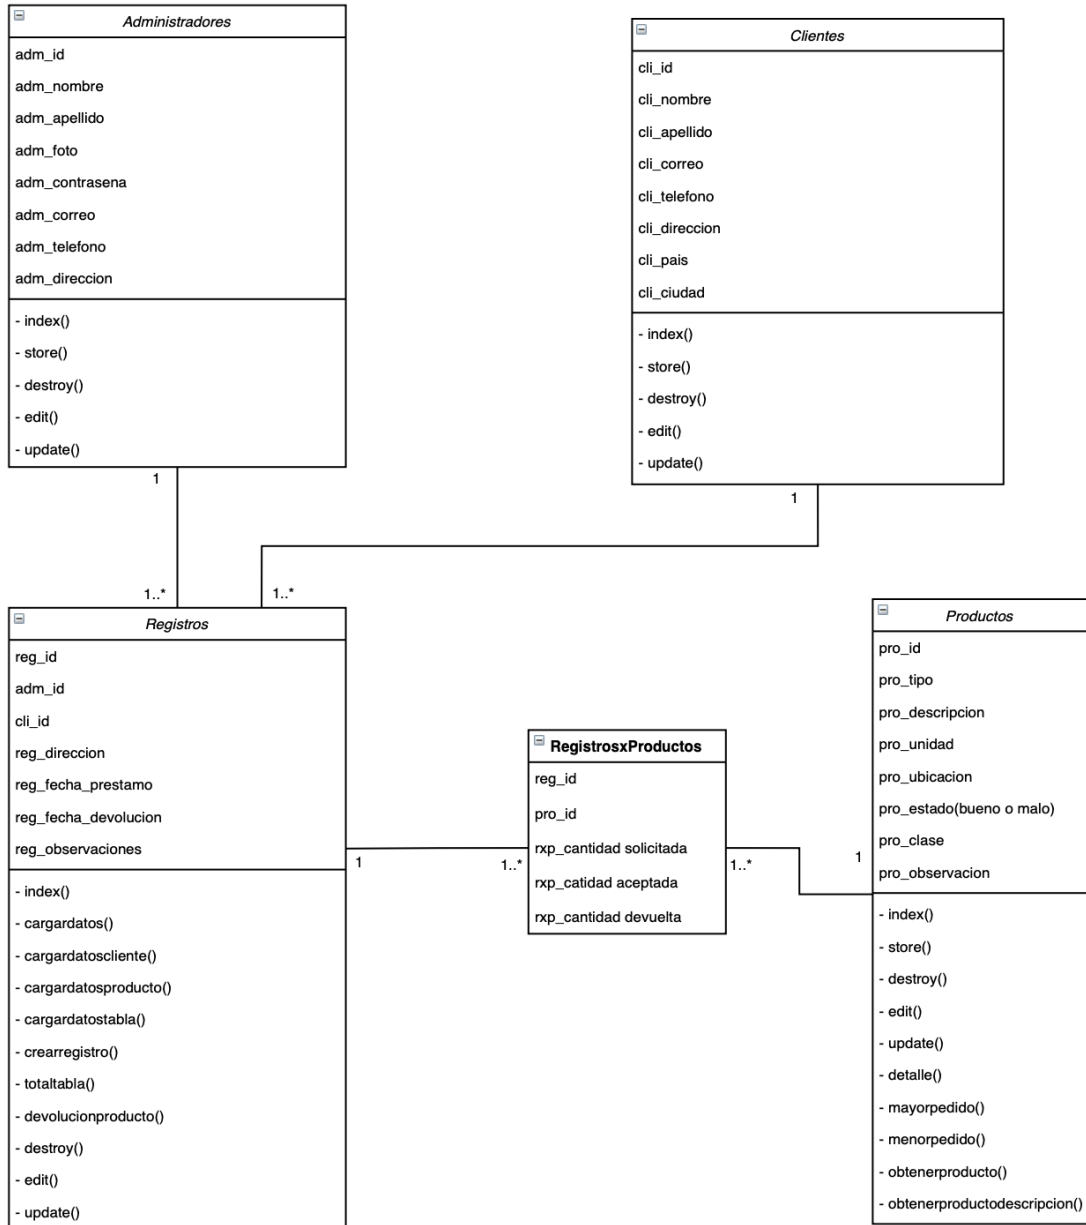 Administradores
adm_id
adm_nombre
adm_apellido
adm_foto
adm_contrasena
adm_correo
adm_telefono
adm_direccion
- index()
- store()
- destroy()
- edit()
- update()
Clientes
cli_id
cli_nombre
cli_apellido
cli_correo
cli_telefono
cli_direccion
cli_pais
cli_ciudad
- index()
- store()
- destroy()
- edit()
- update()
1
1
1..*
1..*
Registros
reg_id
adm_id
cli_id
reg_direccion
reg_fecha_prestamo
reg_fecha_devolucion
reg_observaciones
- index()
- cargardatos()
- cargardatoscliente()
- cargardatosproducto()
- cargardatostabla()
- crearregistro()
- totaltabla()
- devolucionproducto()
- destroy()
- edit()
- update()
1
1..*
RegistrosxProductos
reg_id
pro_id
rxp_cantidad solicitada
rxp_catidad aceptada
rxp_cantidad devuelta
1..*
1
Productos
pro_id
pro_tipo
pro_descripcion
pro_unidad
pro_ubicacion
pro_estado(bueno o malo)
pro_clase
pro_observacion
- index()
- store()
- destroy()
- edit()
- update()
- detalle()
- mayorpedido()
- menorpedido()
- obtenerproducto()
- obtenerproductodescripcion()